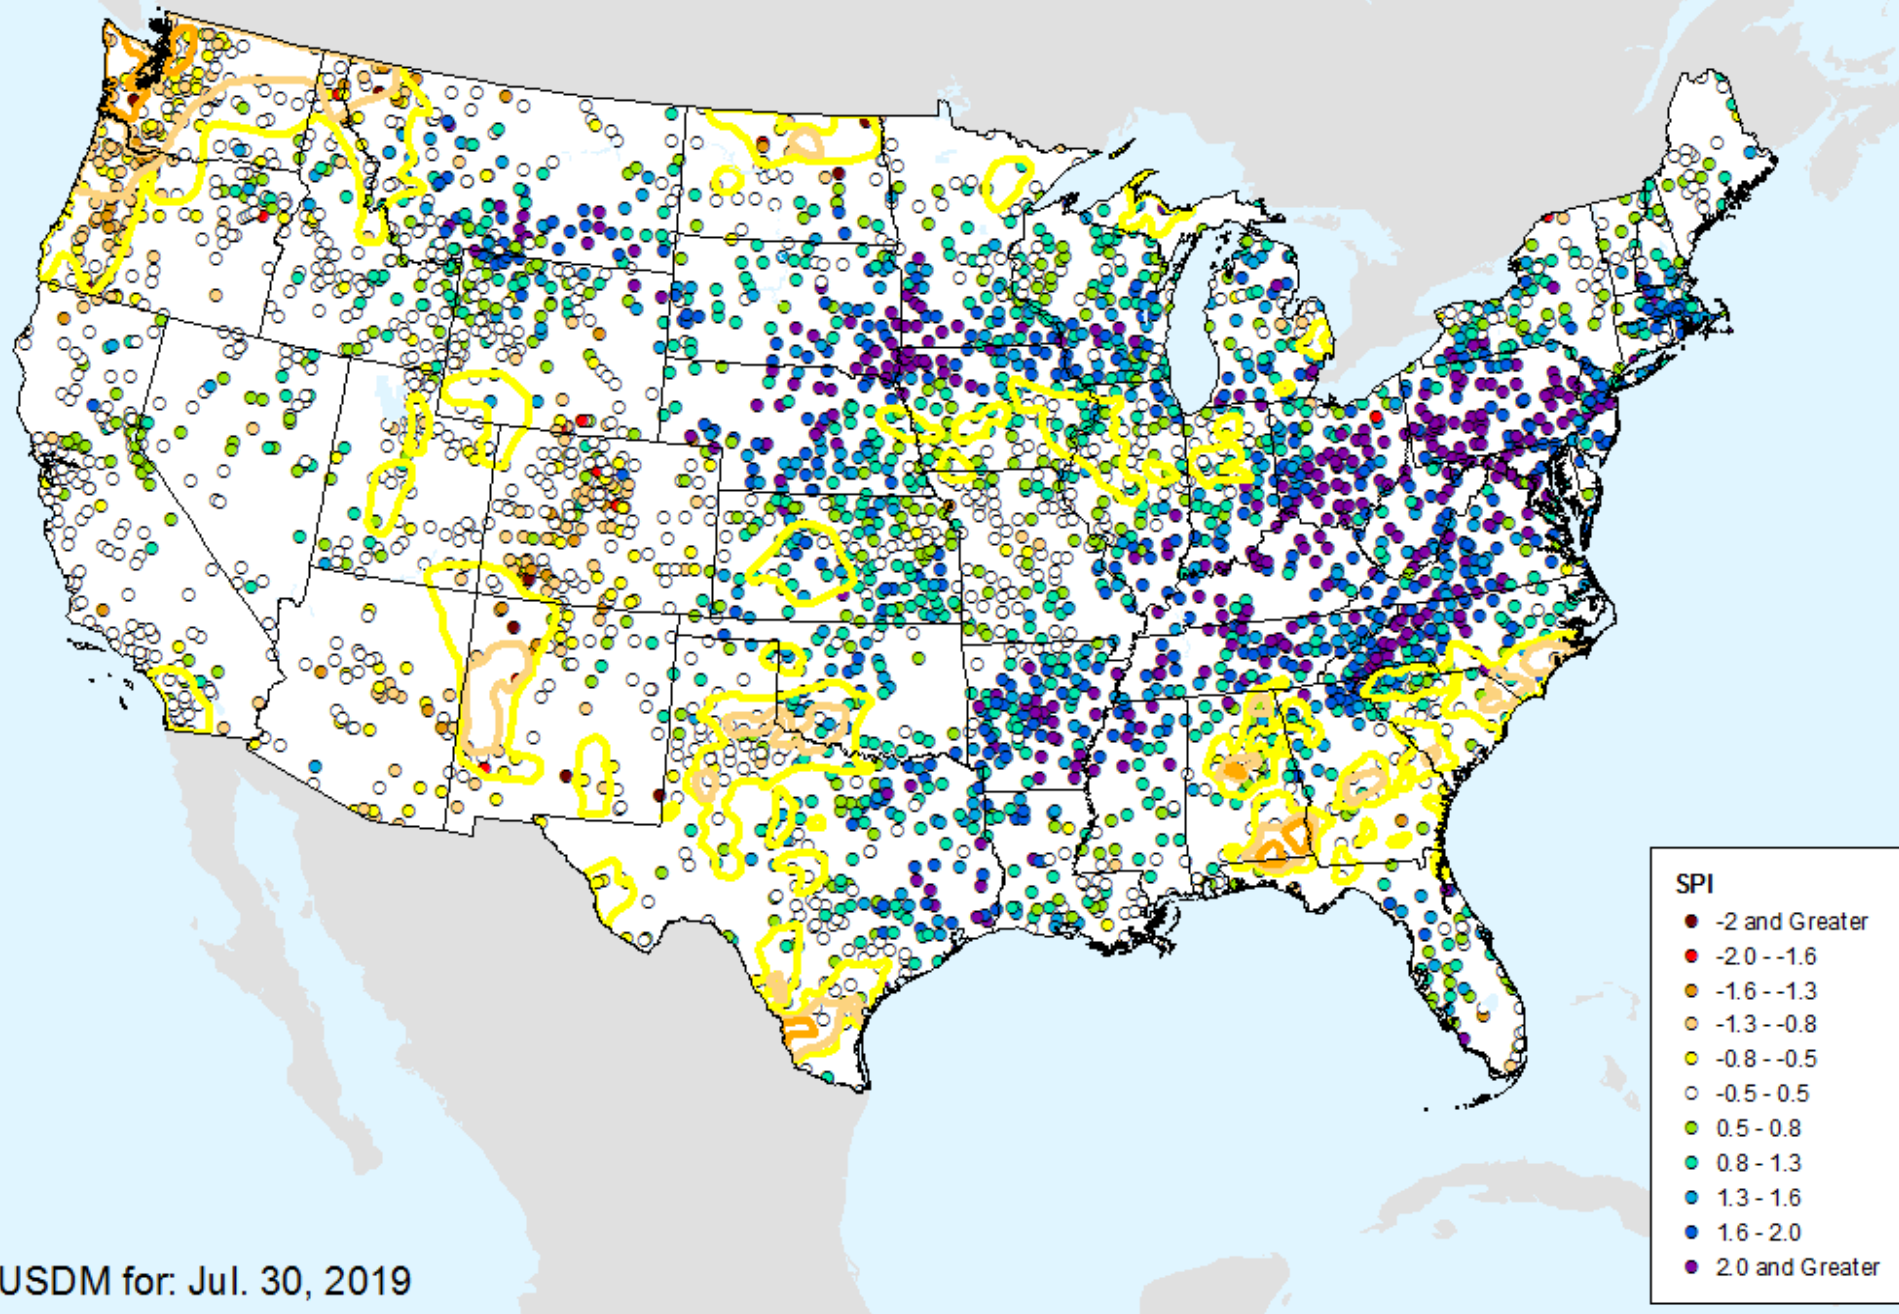 SPI
-2 and Greater
-2.0 - -1.6
-1.6 - -1.3
-1.3 - -0.8
-0.8 - -0.5
-0.5 - 0.5
0.5 - 0.8
0.8 - 1.3
1.3 - 1.6
1.6 - 2.0
2.0 and Greater
USDM for: Jul. 30, 2019